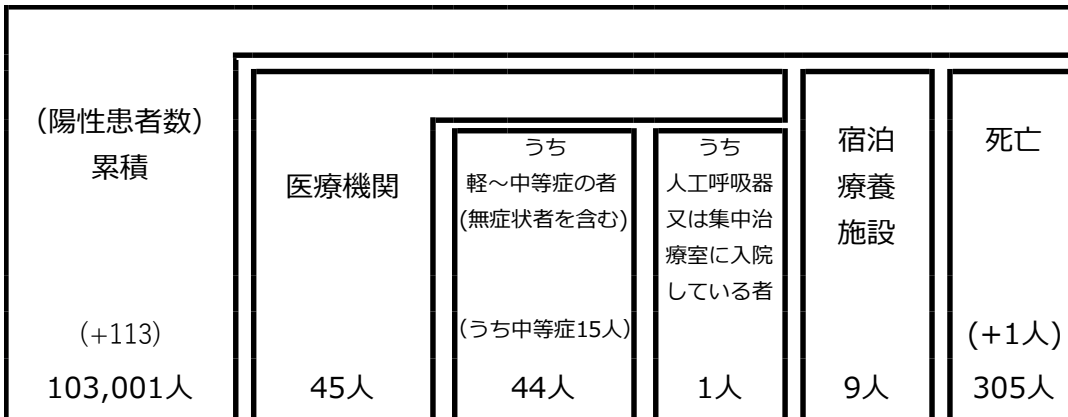 （陽性患者数）
累積
(+113)
103,001人
医療機関
45人
うち
軽～中等症の者
(無症状者を含む)
(うち中等症15人)
44人
うち
人工呼吸器
又は集中治
療室に入院
している者
1人
宿泊
療養
施設
9人
死亡
(+1人)
305人